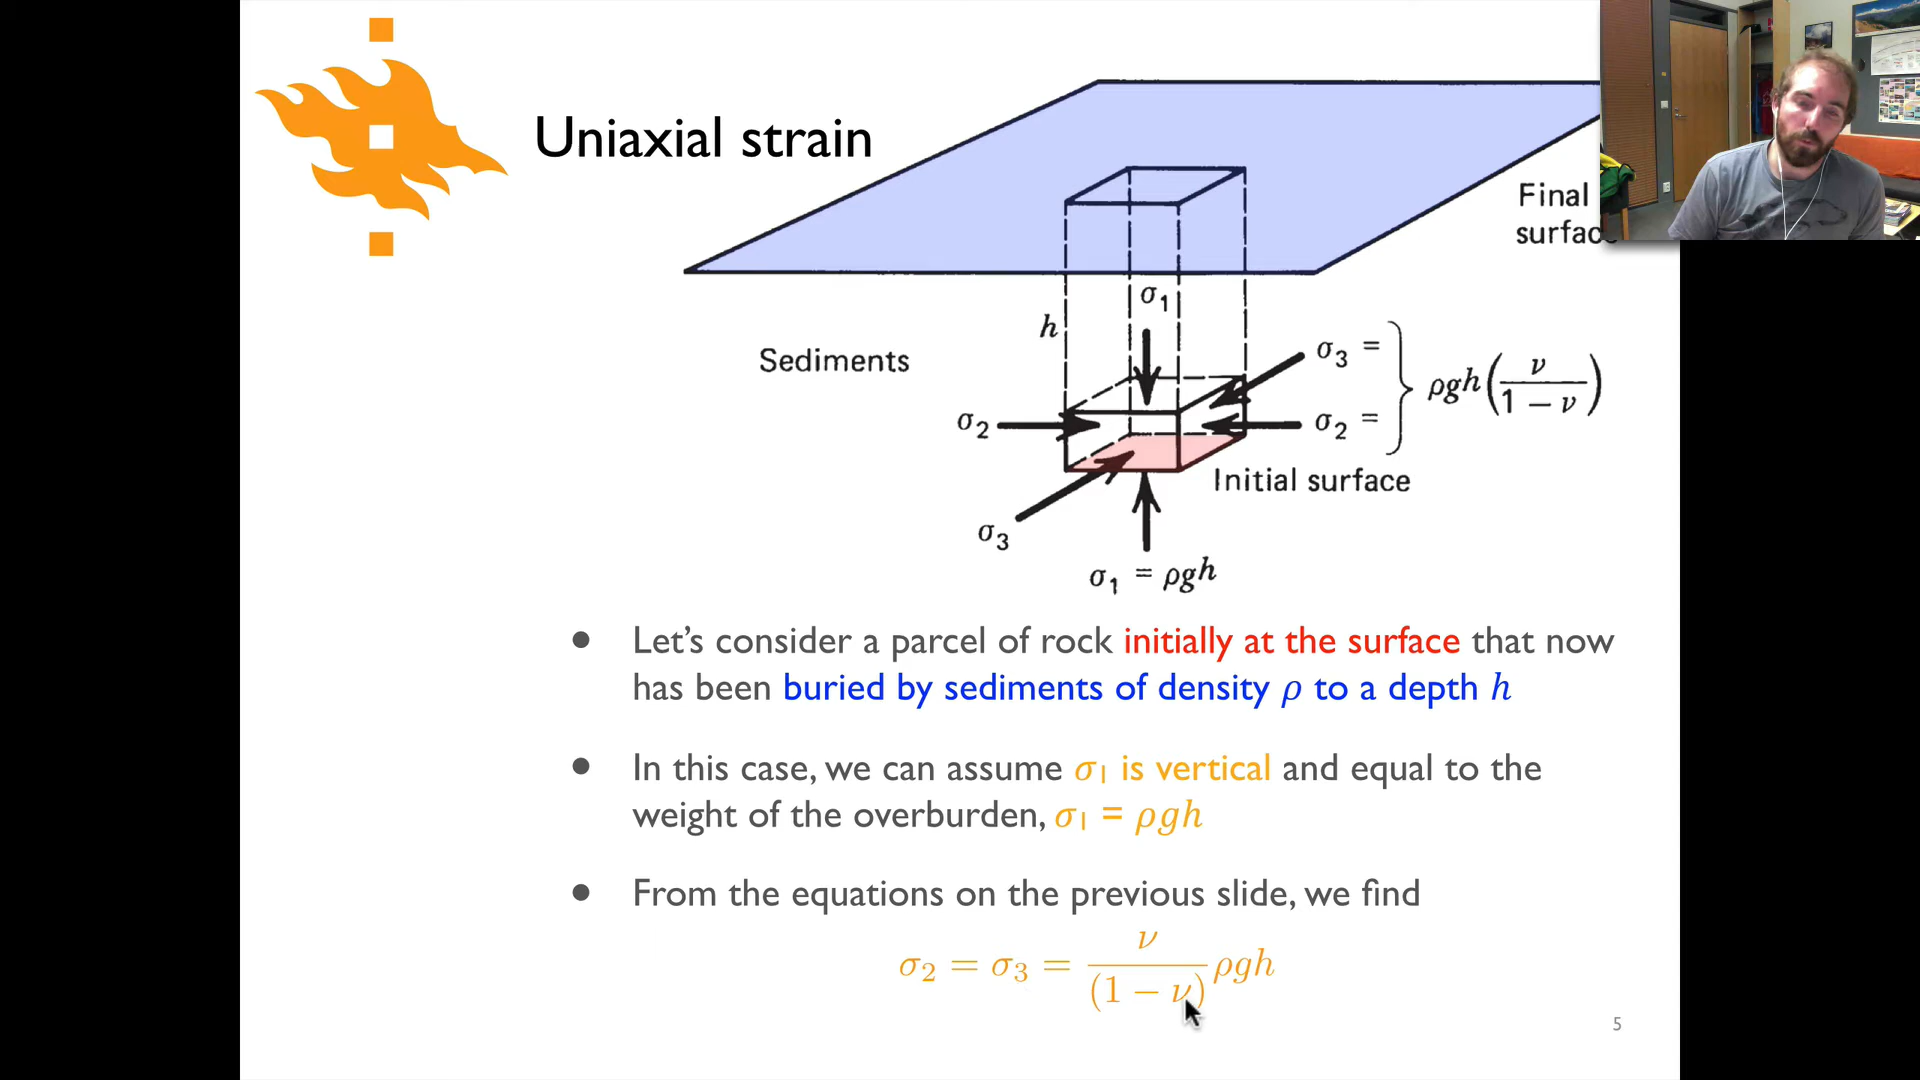 Uniaxial strain
Final
surfac
σ₁
h
Sediments
σ₃ =
σ₂ =
ρgh(ν/(1 − ν))
σ₂
Initial surface
σ₃
σ₁ = ρgh
• Let’s consider a parcel of rock initially at the surface that now
has been buried by sediments of density ρ to a depth h
• In this case, we can assume σ₁ is vertical and equal to the
weight of the overburden, σ₁ = ρgh
• From the equations on the previous slide, we find
σ₂ = σ₃ = ν/(1 − ν) ρgh
5